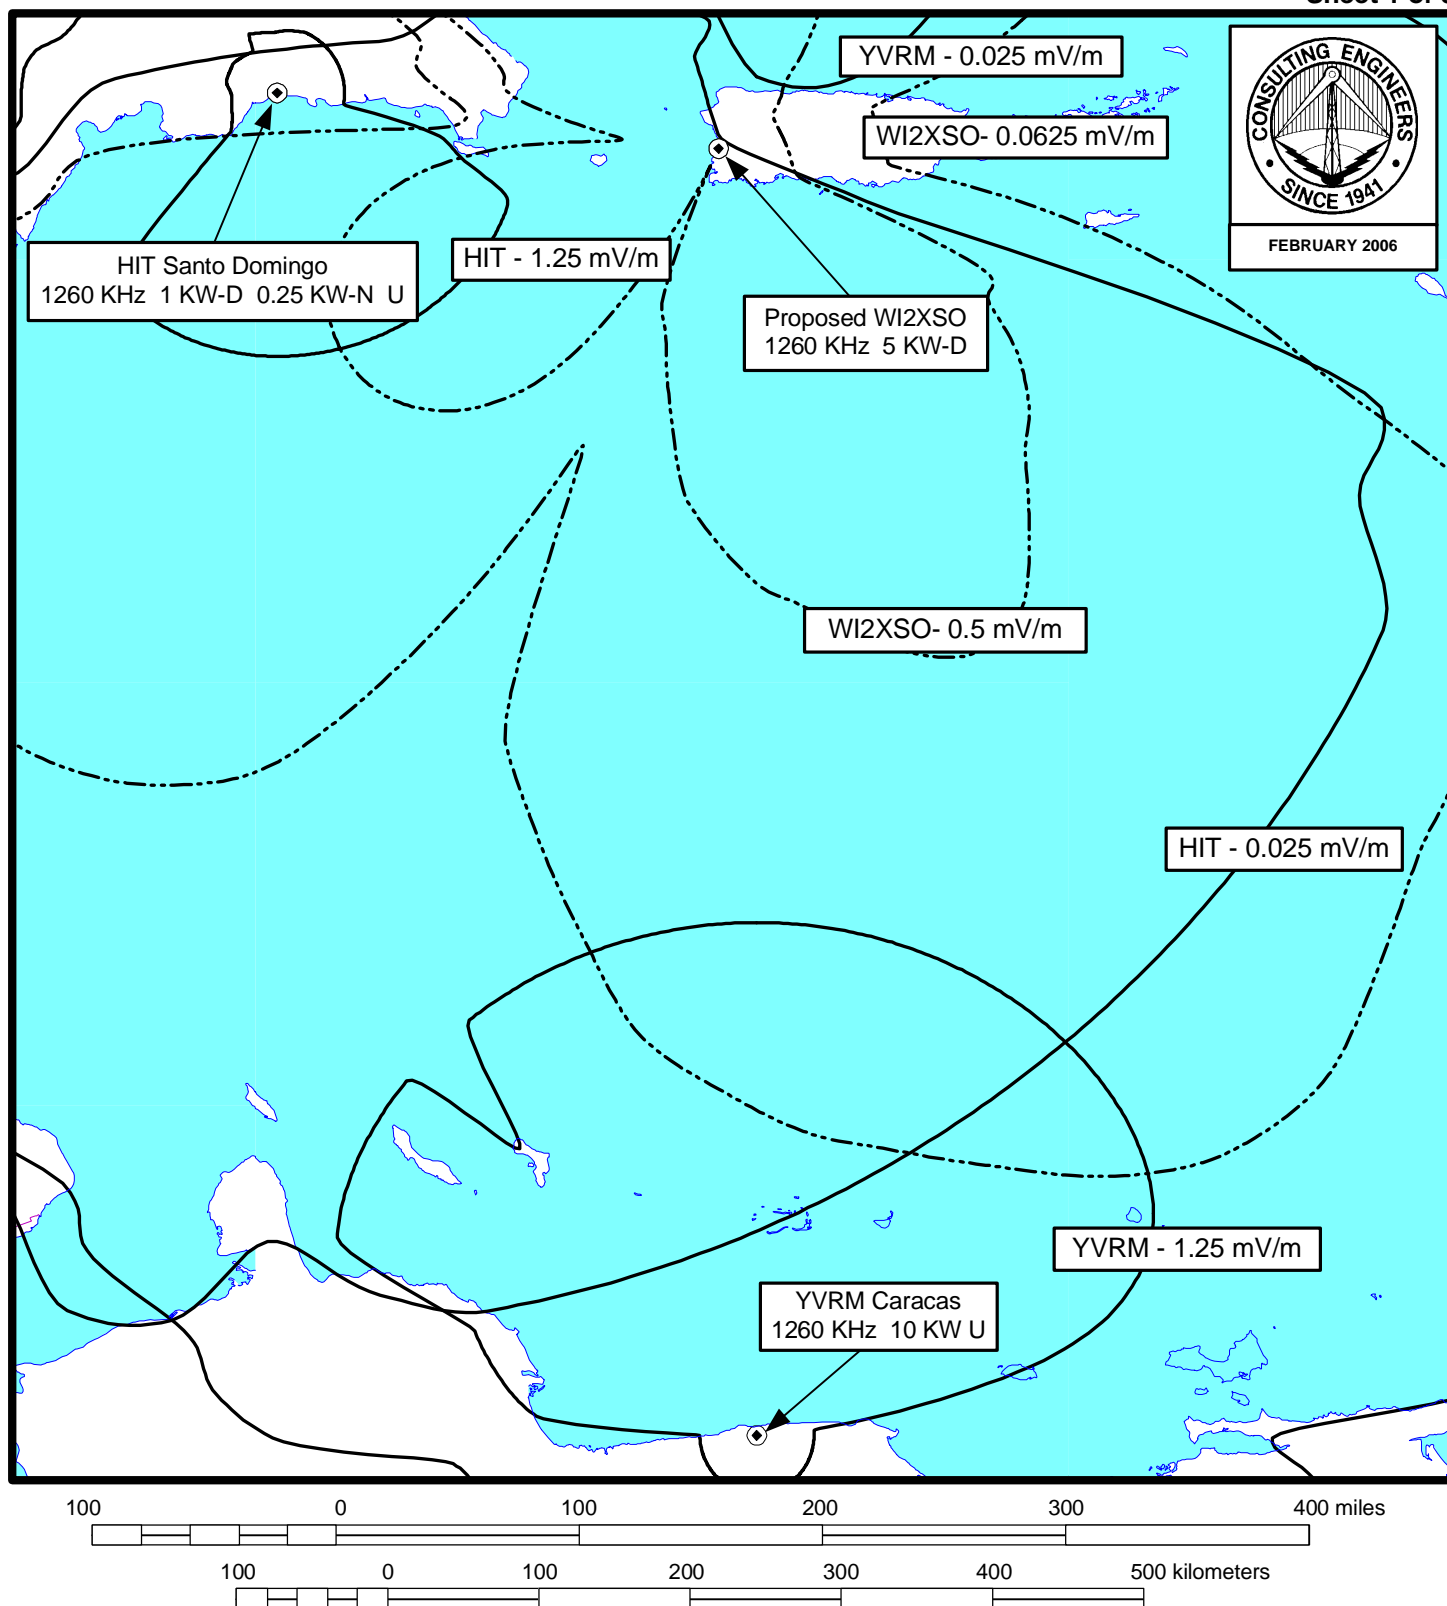 YVRM - 0.025 mV/m
WI2XSO- 0.0625 mV/m
CONSULTING ENGINEERS
SINCE 1941
FEBRUARY 2006
HIT Santo Domingo
1260 KHz 1 KW-D 0.25 KW-N U
HIT - 1.25 mV/m
Proposed WI2XSO
1260 KHz 5 KW-D
WI2XSO- 0.5 mV/m
HIT - 0.025 mV/m
YVRM - 1.25 mV/m
YVRM Caracas
1260 KHz 10 KW U
100 0 100 200 300 400 miles
100 0 100 200 300 400 500 kilometers